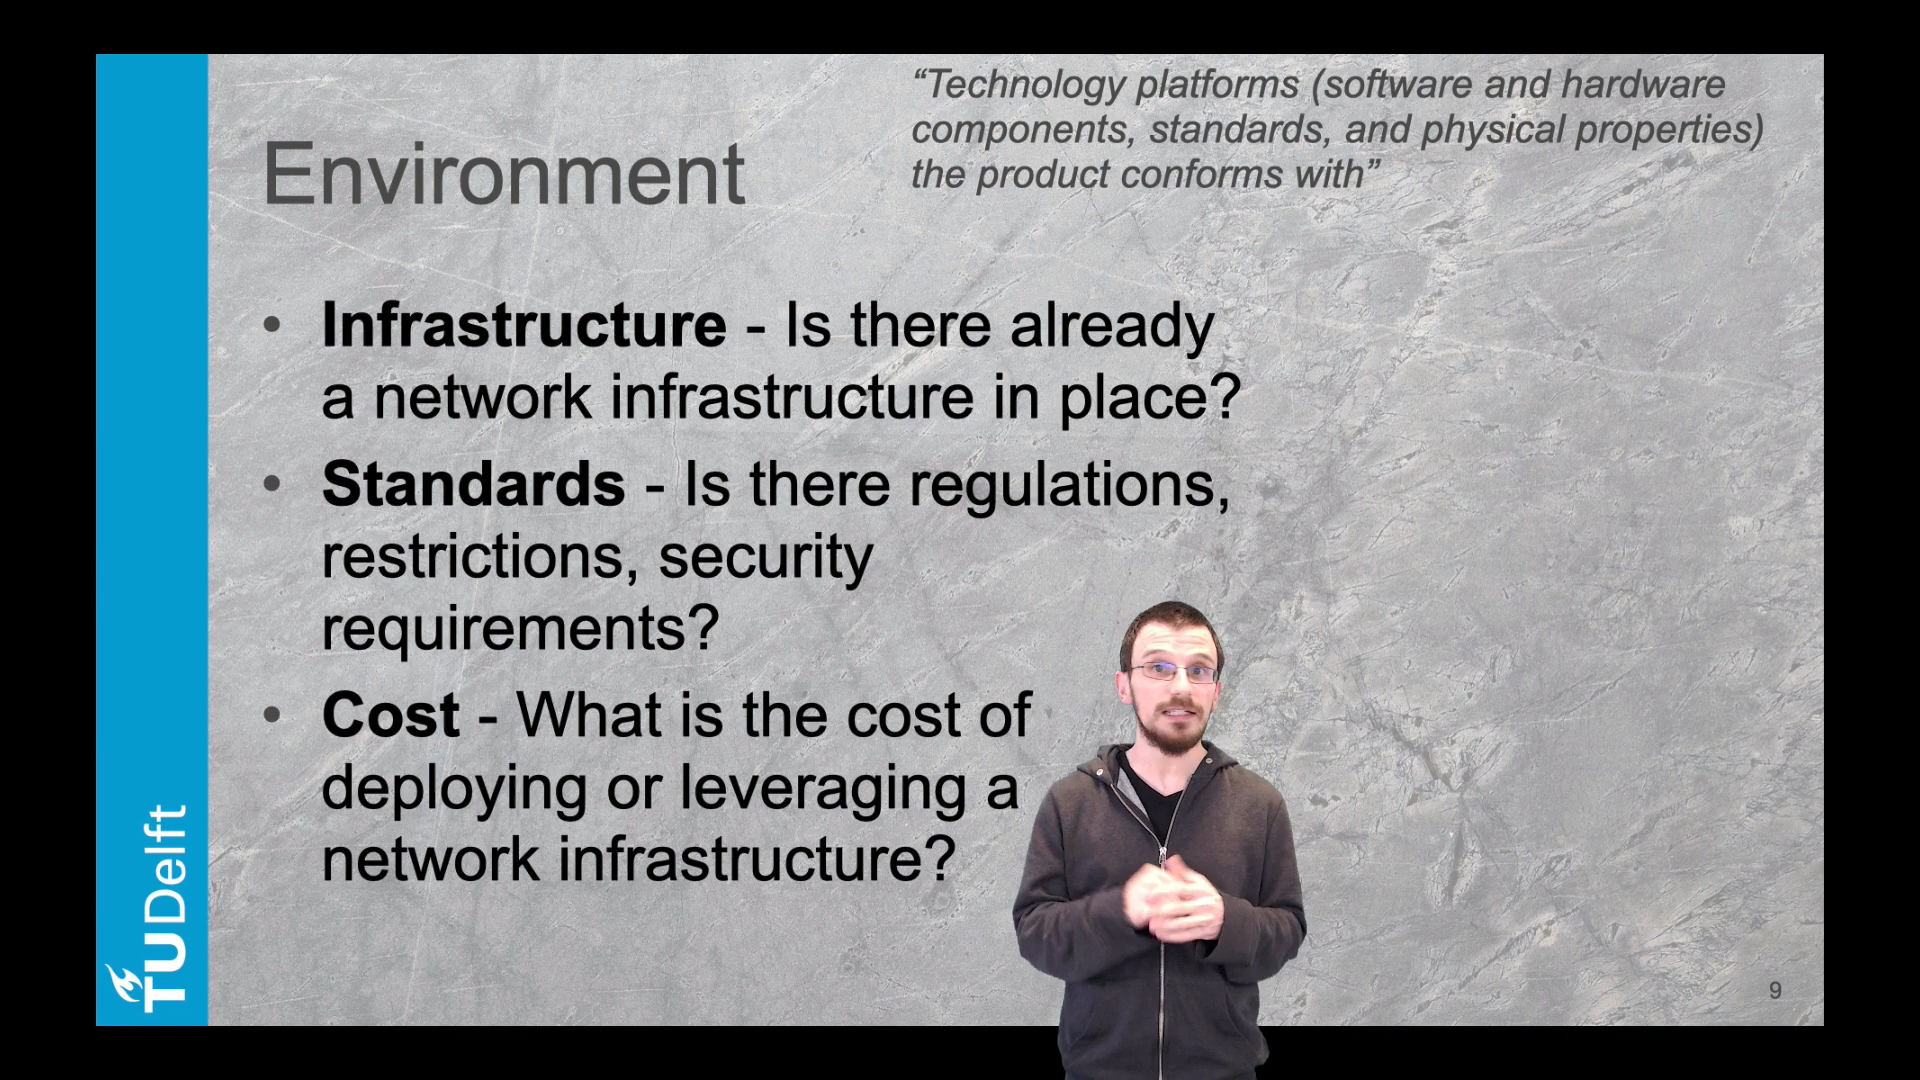 “Technology platforms (software and hardware
components, standards, and physical properties)
the product conforms with”
Environment
• Infrastructure - Is there already
a network infrastructure in place?
• Standards - Is there regulations,
restrictions, security
requirements?
• Cost - What is the cost of
deploying or leveraging a
network infrastructure?
TUDelft
9